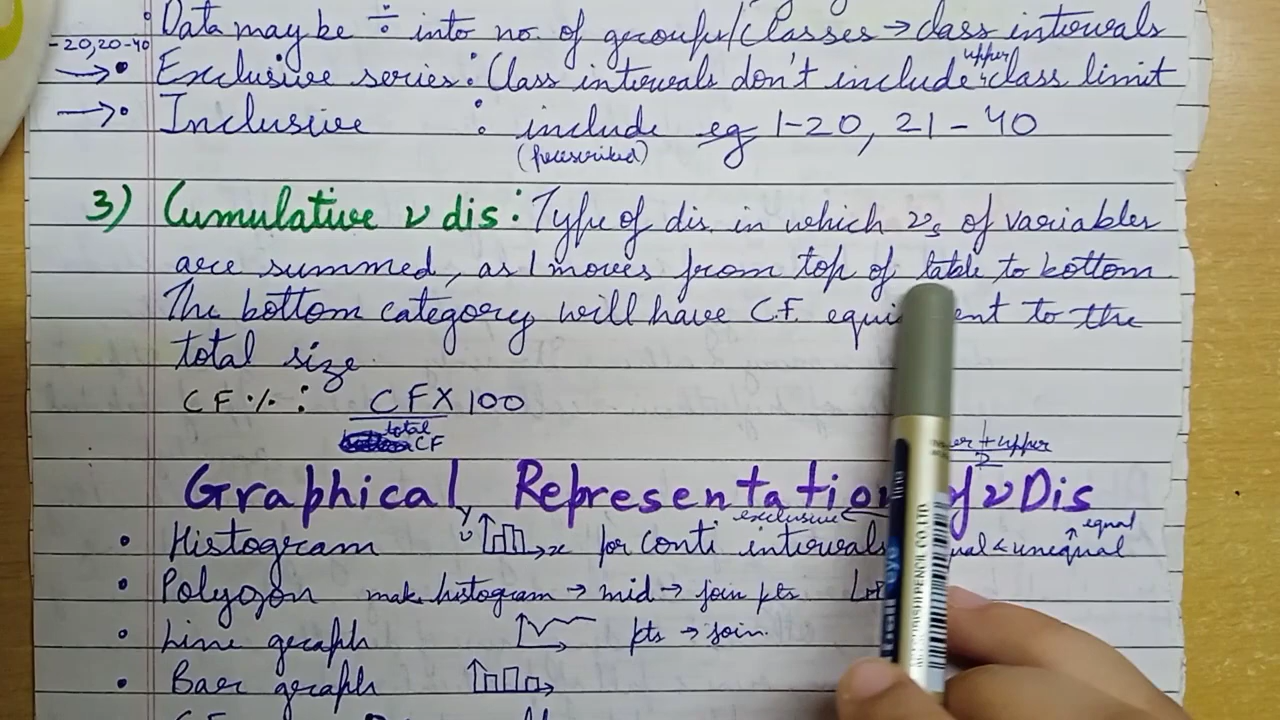 Data may be ÷ into no. of groups/classes → class intervals
-20, 20-40
→ • Exclusive series: Class intervals don't include upper class limit
→ • Inclusive : include eg 1-20, 21-40
(prescribed)
3) Cumulative ν dis: Type of dis. in which νs of variables
are summed, as 1 moves from top of table to bottom
The bottom category will have C.F. equi ent to the
total size.
CF %: CF X 100
total CF
er + upper
2
Graphical Representation of ν Dis
exclusive
equal
• Histogram y ν x for conti intervals ual & unequal
• Polygon make histogram → mid → join pts
• Line graph pts → join.
• Bar graph